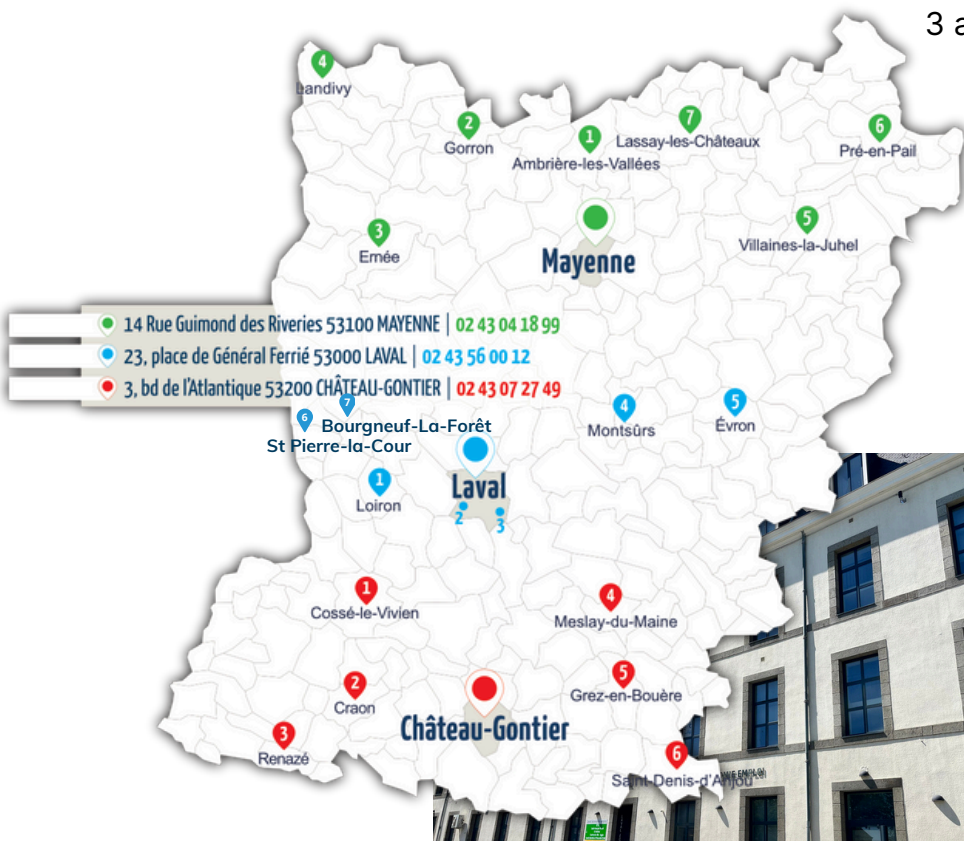 3 a
4
Landivy
2
Gorron
1
Ambrière-les-Vallées
7
Lassay-les-Châteaux
6
Pré-en-Pail
3
Ernée
Mayenne
5
Villaines-la-Juhel
14 Rue Guimond des Riveries 53100 MAYENNE | 02 43 04 18 99
23, place de Général Ferrié 53000 LAVAL | 02 43 56 00 12
3, bd de l'Atlantique 53200 CHÂTEAU-GONTIER | 02 43 07 27 49
6
7
Bourgneuf-La-Forêt
St Pierre-la-Cour
4
Montsûrs
5
Évron
1
Loiron
Laval
2
3
1
Cossé-le-Vivien
4
Meslay-du-Maine
2
Craon
Château-Gontier
5
Grez-en-Bouère
3
Renazé
6
Saint-Denis-d'Anjou
EMPLOI